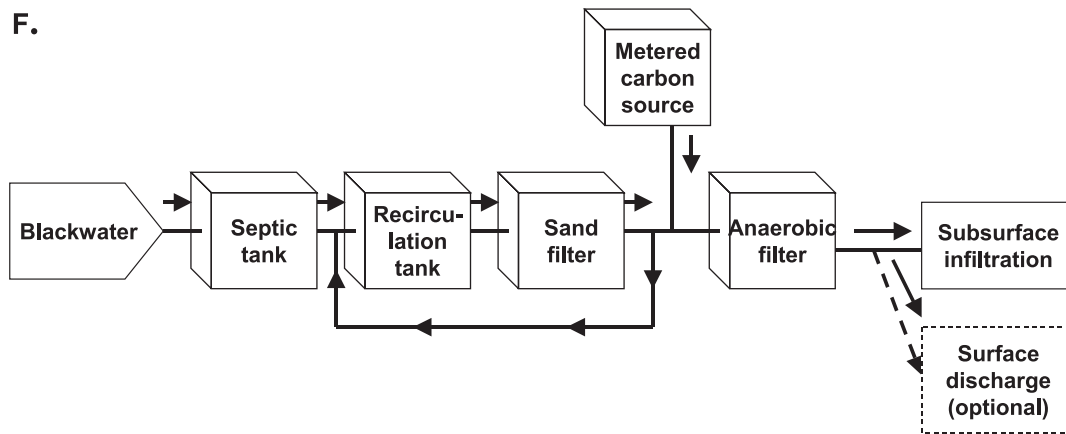 F.
Metered
carbon
source
Blackwater
Septic
tank
Recircu-
lation
tank
Sand
filter
Anaerobic
filter
Subsurface
infiltration
Surface
discharge
(optional)